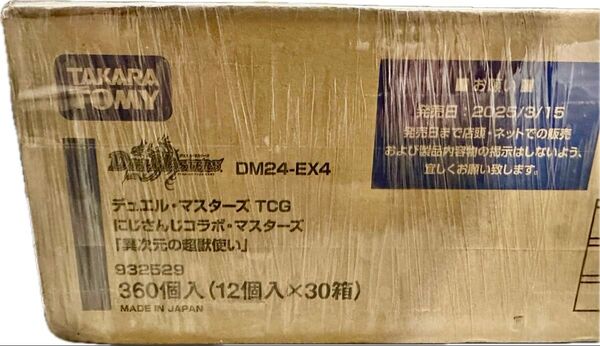 TAKARA
TOMY
DUEL MASTERS
DM24-EX4
デュエル・マスターズ TCG
にじさんじコラボ・マスターズ
「異次元の超獣使い」
932529
360個入(12個入×30箱)
MADE IN JAPAN
■お願い■
発売日:2025/3/15
発売日まで店頭・ネットでの販売
および製品内容物の掲示はしないよう、
宜しくお願い致します。